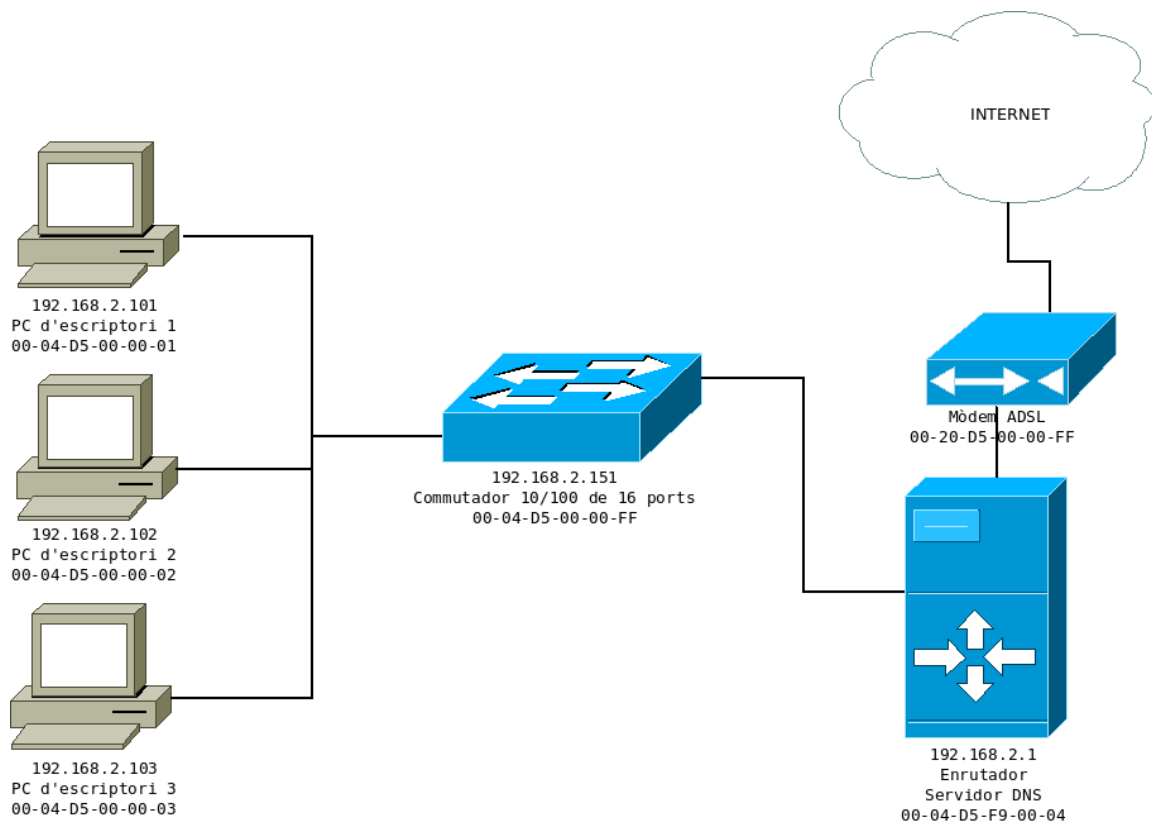 INTERNET
192.168.2.101
PC d'escriptori 1
00-04-D5-00-00-01
192.168.2.102
PC d'escriptori 2
00-04-D5-00-00-02
192.168.2.103
PC d'escriptori 3
00-04-D5-00-00-03
192.168.2.151
Commutador 10/100 de 16 ports
00-04-D5-00-00-FF
Mòdem ADSL
00-20-D5-00-00-FF
192.168.2.1
Enrutador
Servidor DNS
00-04-D5-F9-00-04